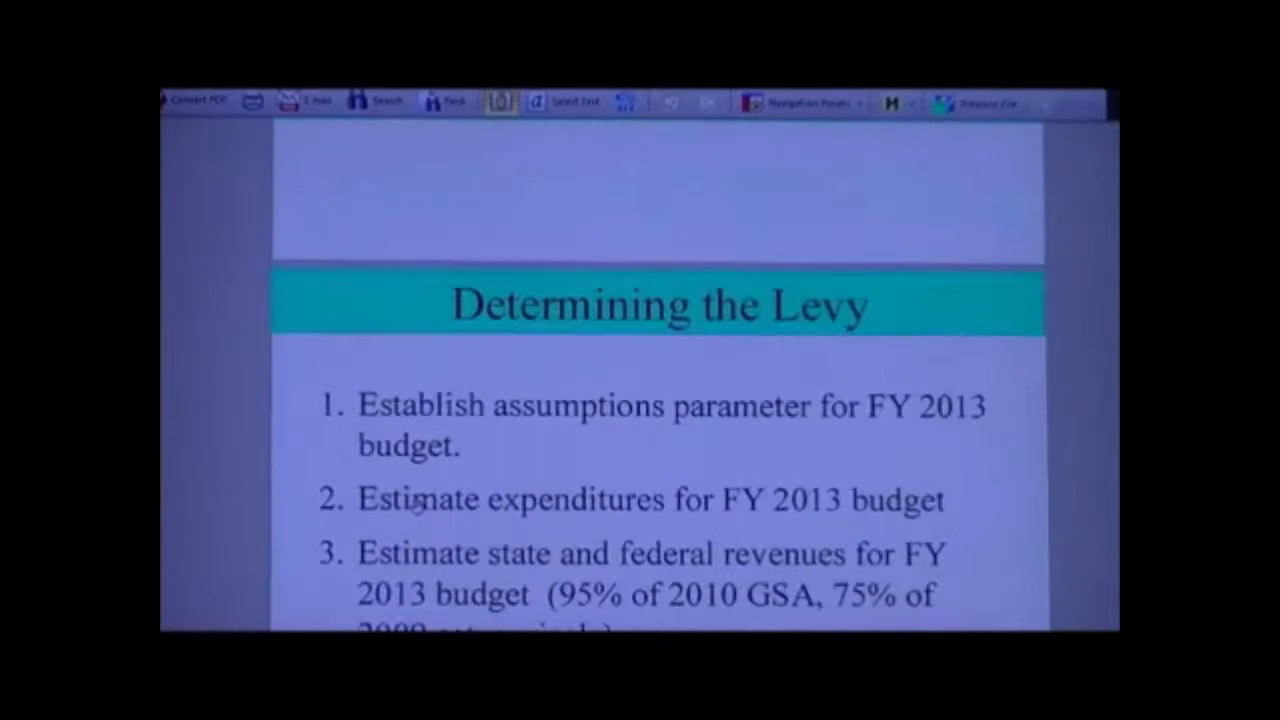 Convert PDF E-mail Search Find Select Text Navigation Panels
Determining the Levy
1. Establish assumptions parameter for FY 2013
budget.
2. Estimate expenditures for FY 2013 budget
3. Estimate state and federal revenues for FY
2013 budget (95% of 2010 GSA, 75% of